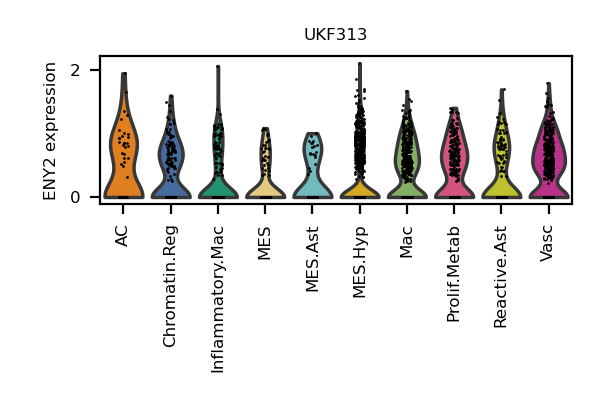 UKF313
ENY2 expression
2
0
AC
Chromatin.Reg
Inflammatory.Mac
MES
MES.Ast
MES.Hyp
Mac
Prolif.Metab
Reactive.Ast
Vasc